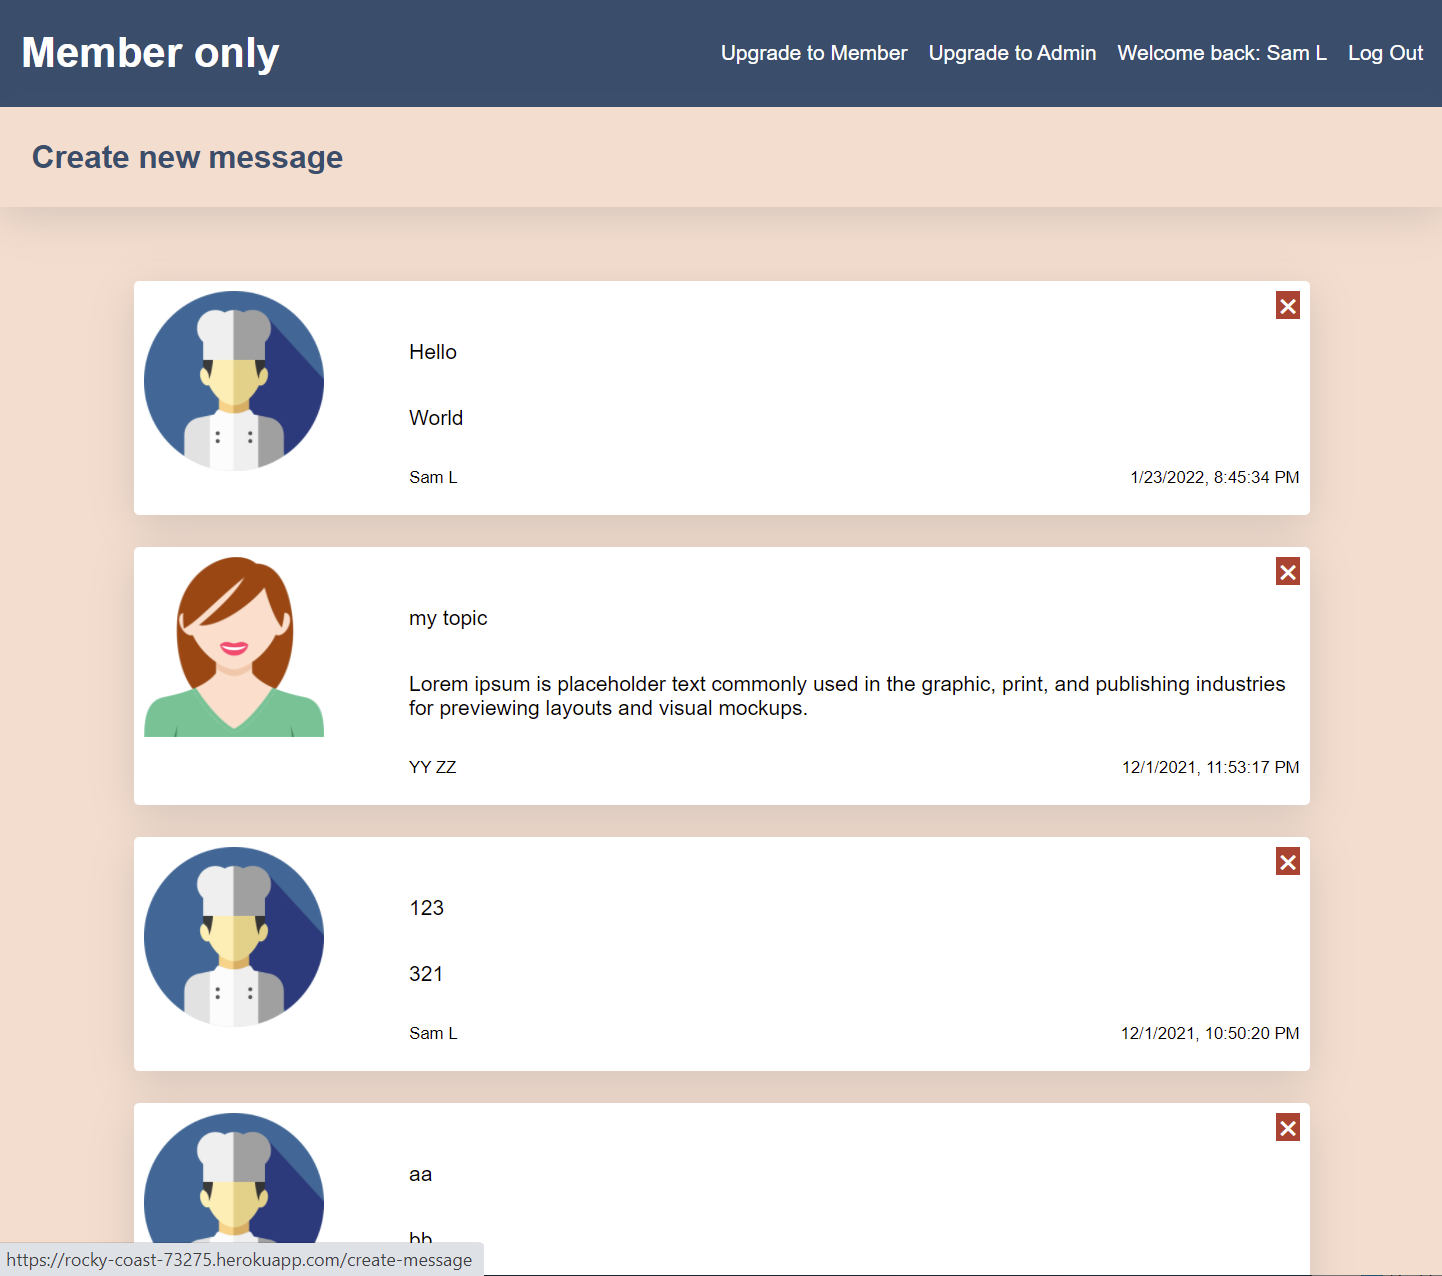 Member only
Upgrade to Member
Upgrade to Admin
Welcome back: Sam L
Log Out
Create new message
Hello
World
Sam L
1/23/2022, 8:45:34 PM
my topic
Lorem ipsum is placeholder text commonly used in the graphic, print, and publishing industries
for previewing layouts and visual mockups.
YY ZZ
12/1/2021, 11:53:17 PM
123
321
Sam L
12/1/2021, 10:50:20 PM
aa
bb
https://rocky-coast-73275.herokuapp.com/create-message